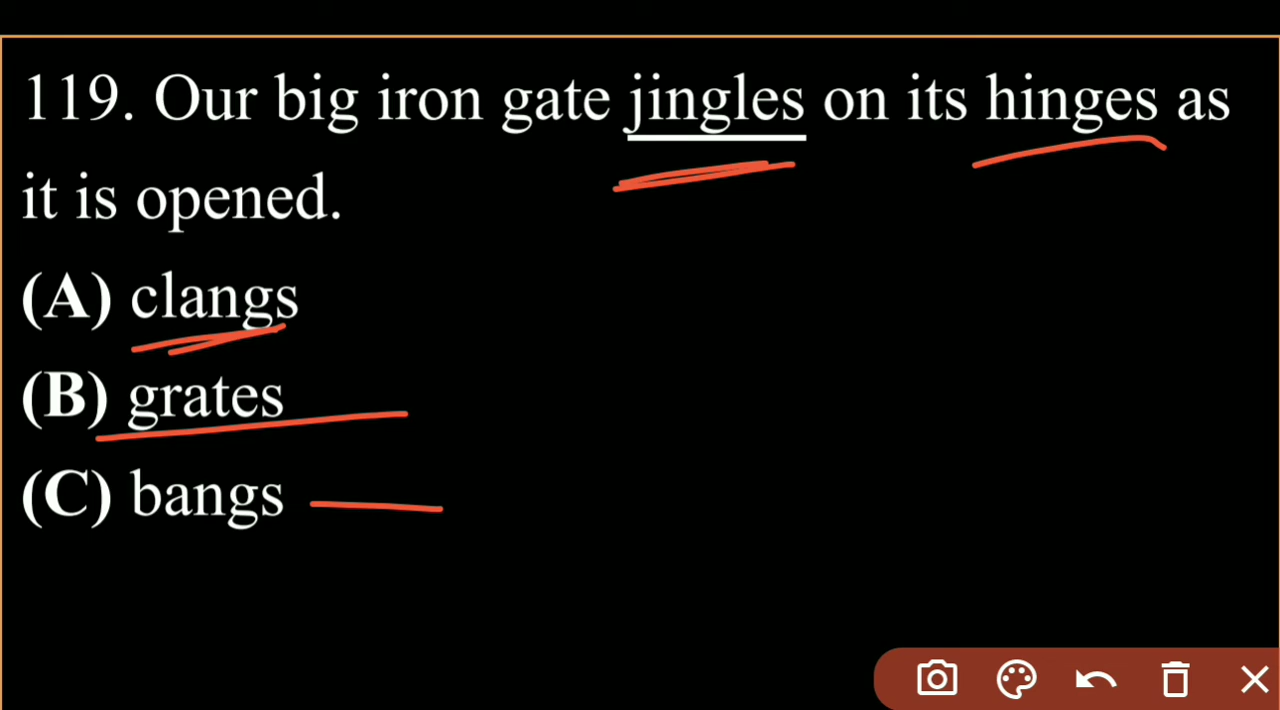 119. Our big iron gate jingles on its hinges as
it is opened.
(A) clangs
(B) grates
(C) bangs